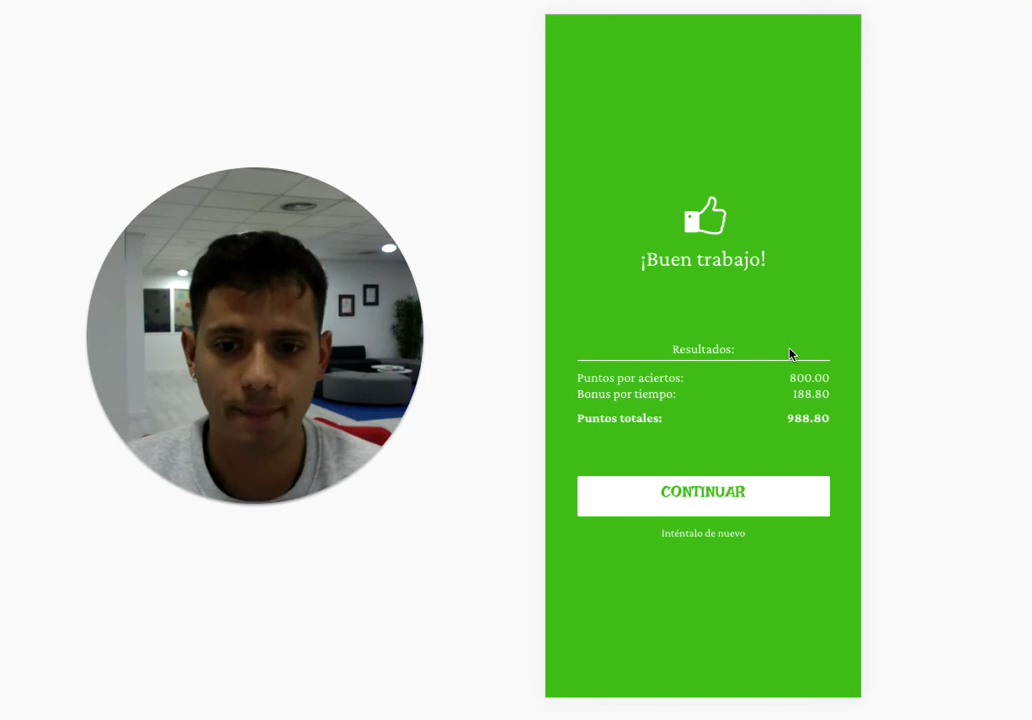 ¡Buen trabajo!
Resultados:
Puntos por aciertos: 800.00
Bonus por tiempo: 188.80
Puntos totales: 988.80
CONTINUAR
Inténtalo de nuevo